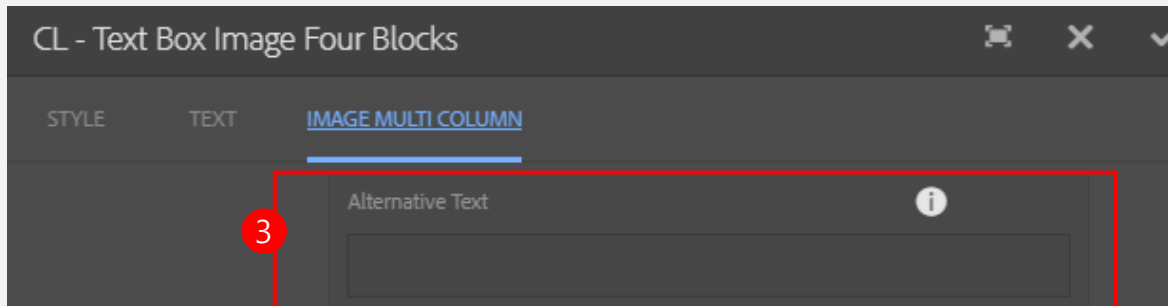 CL - Text Box Image Four Blocks
STYLE TEXT IMAGE MULTI COLUMN
Alternative Text i
3